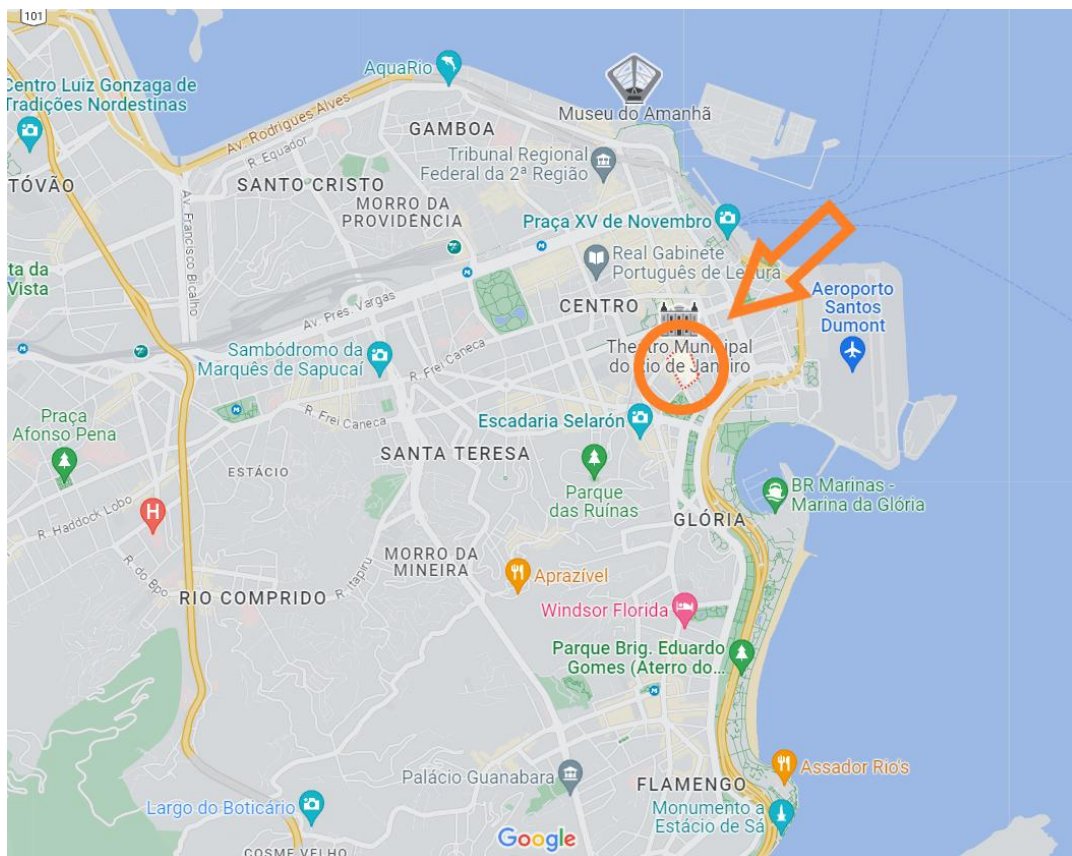 101
AquaRio
Centro Luiz Gonzaga de
Tradições Nordestinas
Museu do Amanhã
Av. Rodrigues Alves
GAMBOA
R. Equador
Tribunal Regional
Federal da 2ª Região
TÓVÃO
SANTO CRISTO
MORRO DA
PROVIDÊNCIA
Av. Francisco Bicalho
Praça XV de Novembro
ta da
Vista
Real Gabinete
Português de Leitura
Aeroporto
Santos
Dumont
CENTRO
Av. Pres. Vargas
Theatro Municipal
do Rio de Janeiro
Sambódromo da
Marquês de Sapucaí
R. Frei Caneca
Praça
Afonso Pena
R. Frei Caneca
Escadaria Selarón
SANTA TERESA
ESTÁCIO
Parque
das Ruínas
BR Marinas -
Marina da Glória
R. Haddock Lobo
H
GLÓRIA
MORRO DA
MINEIRA
R. do Bpo
R. Itapiru
Aprazível
RIO COMPRIDO
Windsor Florida
Parque Brig. Eduardo
Gomes (Aterro do...
Palácio Guanabara
Assador Rio's
FLAMENGO
Largo do Boticário
Monumento a
Estácio de Sá
Google
COSME VELHO